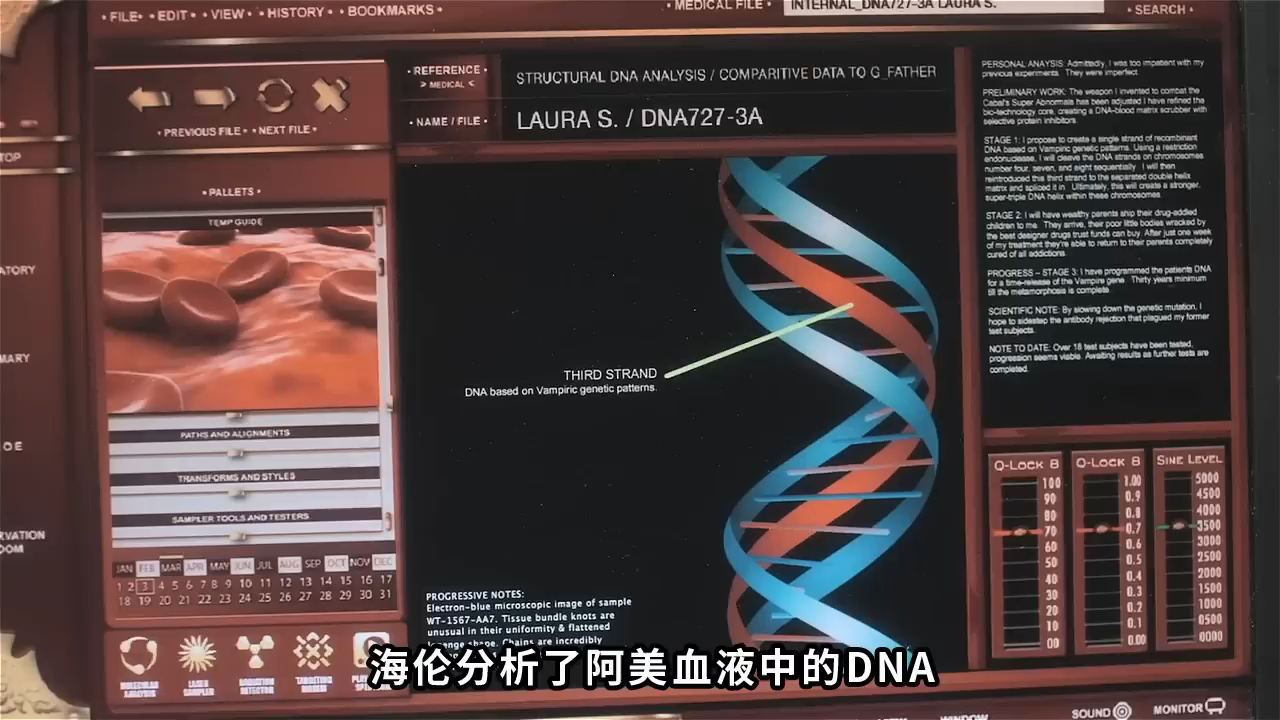 • FILE • • EDIT • • VIEW • • HISTORY • • BOOKMARKS •
• MEDICAL FILE •
INTERNAL_DNA727-3A LAURA S.
• SEARCH •
• PREVIOUS FILE • • NEXT FILE •
• REFERENCE •
> MEDICAL <
STRUCTURAL DNA ANALYSIS / COMPARITIVE DATA TO G_FATHER
• NAME / FILE •
LAURA S. / DNA727-3A
• PALLETS •
TEMP GUIDE
PATHS AND ALIGNMENTS
TRANSFORMS AND STYLES
SAMPLER TOOLS AND TESTERS
JAN FEB MAR APR MAY JUN JUL AUG SEP OCT NOV DEC
1 2 3 4 5 6 7 8 9 10 11 12 13 14 15 16 17
18 19 20 21 22 23 24 25 26 27 28 29 30 31
MOLECULAR ANALYSIS
LASER SAMPLER
THIRD STRAND
DNA based on Vampiric genetic patterns.
PROGRESSIVE NOTES:
Electron-blue microscopic image of sample
WT-1567-AA7. Tissue bundle knots are
unusual in their uniformity & flattened
shape. Chains are incredibly
PERSONAL ANAYSIS: Admittedly, I was too impatient with my
previous experiments. They were imperfect.
PRELIMINARY WORK: The weapon I invented to combat the
Cabal's Super Abnormals has been adjusted I have refined the
bio-technology core, creating a DNA-blood matrix scrubber with
selective protein inhibitors.
STAGE 1: I propose to create a single strand of recombinant
DNA based on Vampiric genetic patterns. Using a restriction
endonuclease, I will cleave the DNA strands on chromosomes
number four, seven, and eight sequentially. I will then
reintroduced this third strand to the separated double helix
matrix and spliced it in. Ultimately, this will create a stronger,
super-triple DNA helix within these chromosomes.
STAGE 2: I will have wealthy parents ship their drug-addled
children to me. They arrive, their poor little bodies wracked by
the best designer drugs trust funds can buy. After just one week
of my treatment they're able to return to their parents completely
cured of all addictions.
PROGRESS – STAGE 3: I have programmed the patients DNA
for a time-release of the Vampire gene. Thirty years minimum
till the metamorphosis is complete.
SCIENTIFIC NOTE: By slowing down the genetic mutation, I
hope to sidestep the antibody rejection that plagued my former
test subjects.
NOTE TO DATE: Over 18 test subjects have been tested,
progression seems viable. Awaiting results as further tests are
completed.
Q-LOCK B
100
90
80
70
60
50
40
30
20
10
00
Q-LOCK B
1.00
0.9
0.8
0.7
0.6
0.5
0.4
0.3
0.2
0.1
0.00
SINE LEVEL
5000
4500
4000
3500
3000
2500
2000
1500
1000
0500
0000
SOUND
MONITOR
WINDOW
海伦分析了阿美血液中的DNA